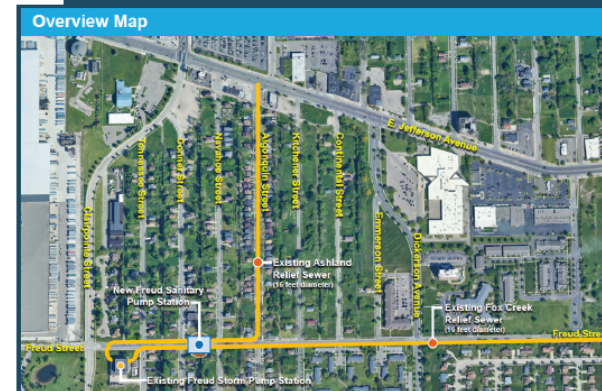 Overview Map
E. Jefferson Avenue
Clairpointe Street
Tennessee Street
Conner Street
Navahoe Street
Algonquin Street
Kitchener Street
Continental Street
Emmerson Street
Dickerson Avenue
Existing Ashland
Relief Sewer
(16 feet diameter)
New Freud Sanitary
Pump Station
Existing Fox Creek
Relief Sewer
(16 feet diameter)
Freud Street
Freud Street
Existing Freud Storm Pump Station